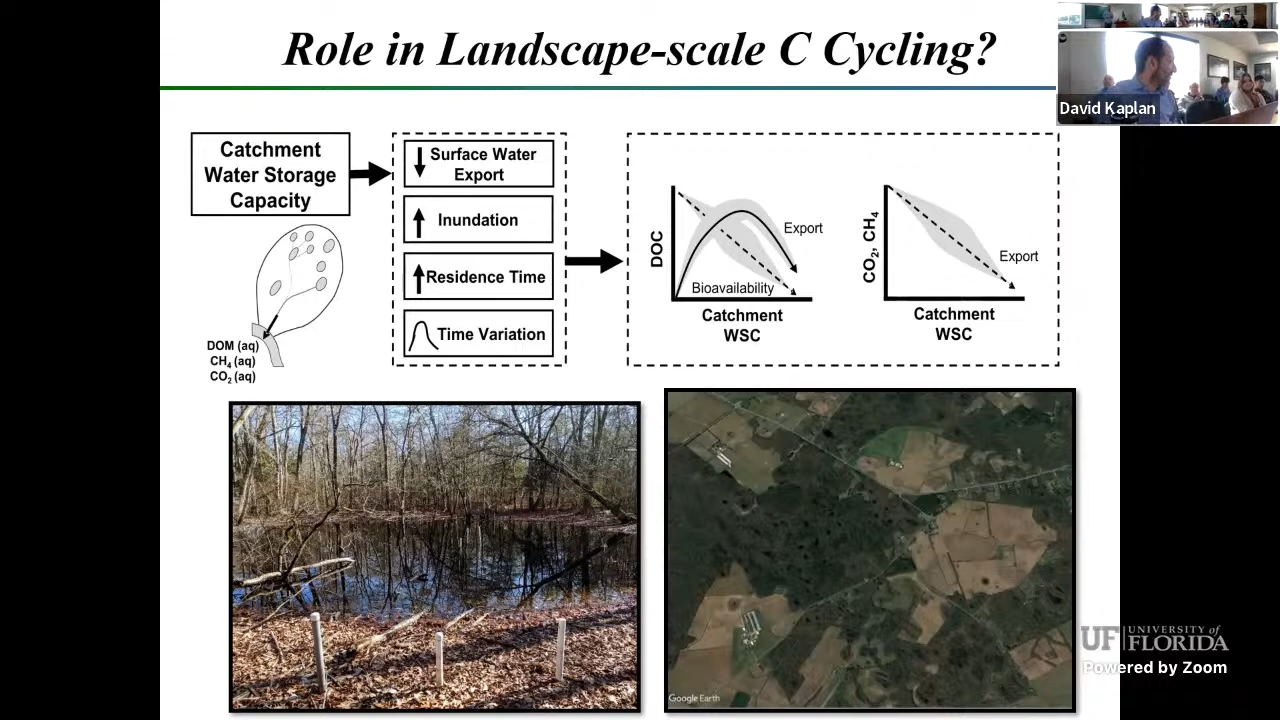 Role in Landscape-scale C Cycling?
David Kaplan
Catchment
Water Storage
Capacity
DOM (aq)
CH₄ (aq)
CO₂ (aq)
Surface Water
Export
Inundation
Residence Time
Time Variation
DOC
Export
Bioavailability
Catchment
WSC
CO₂, CH₄
Export
Catchment
WSC
Google Earth
UF UNIVERSITY of
FLORIDA
Powered by Zoom